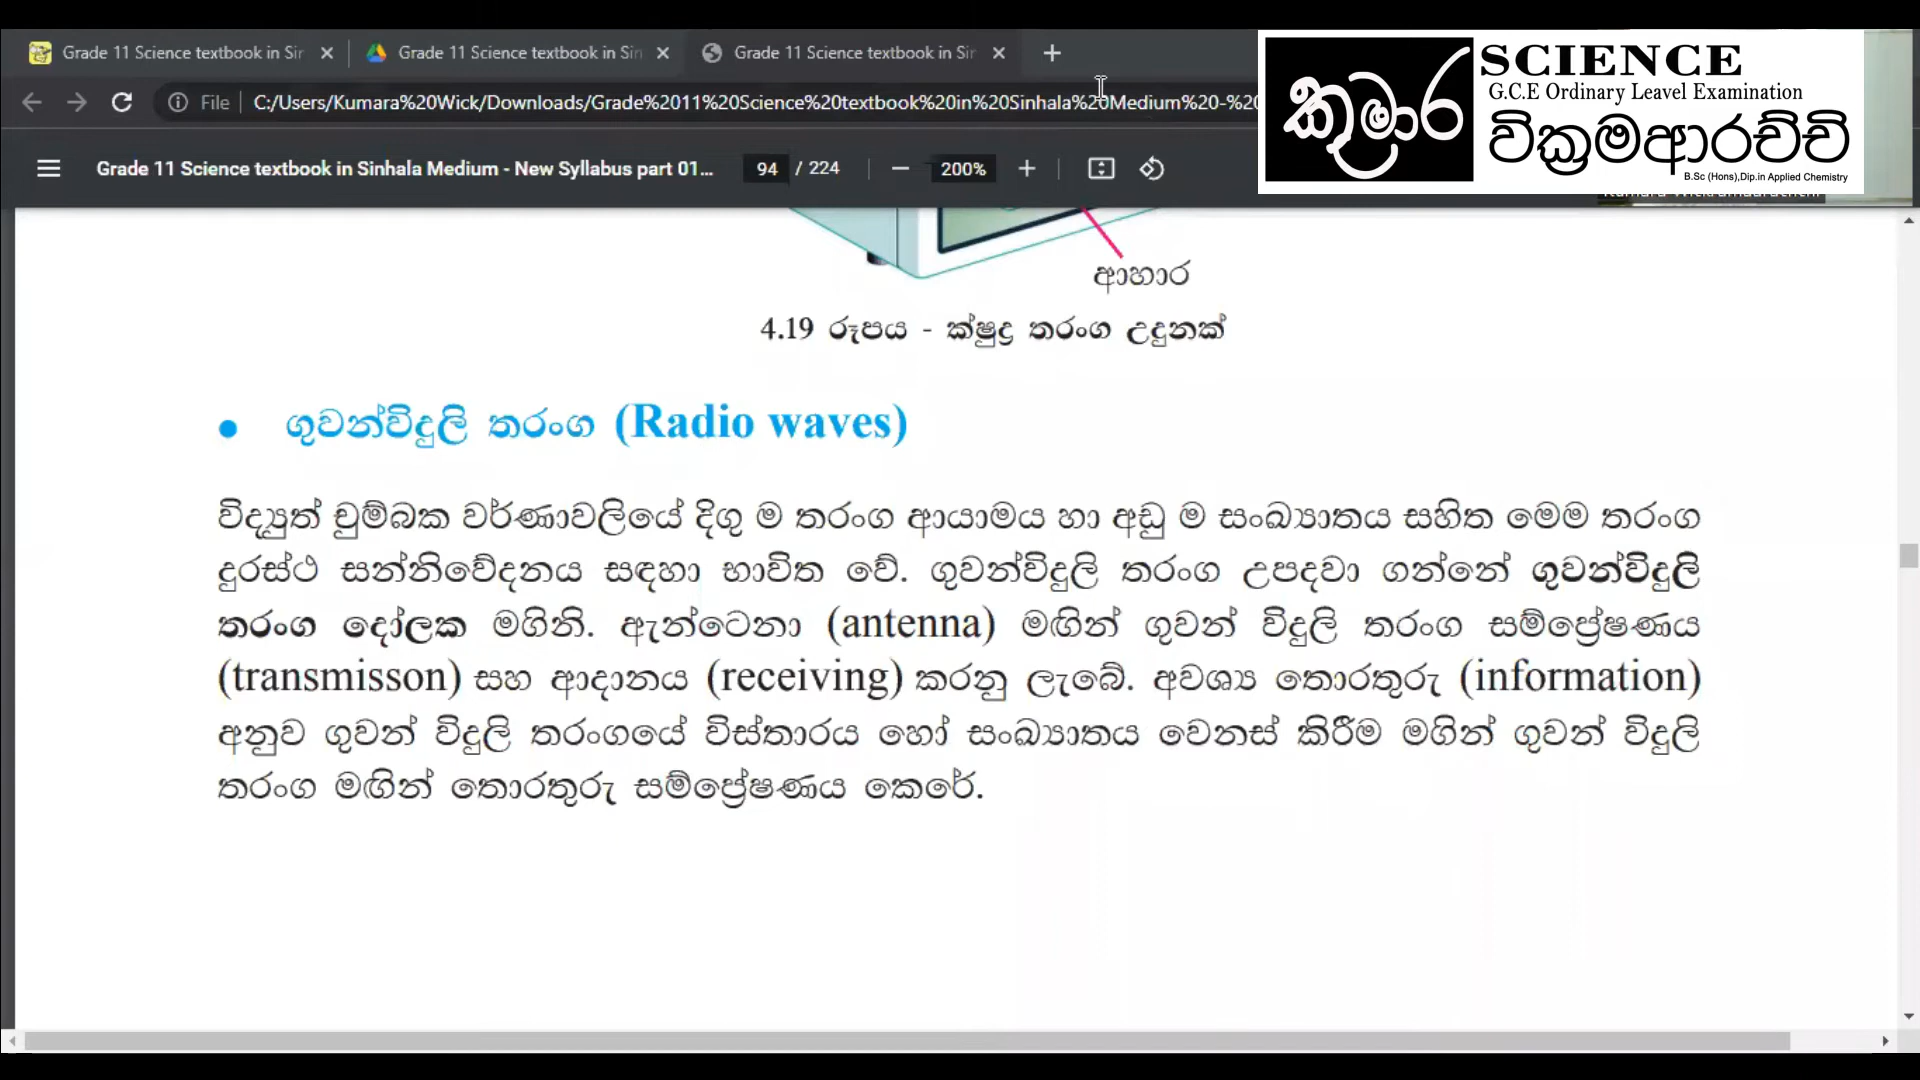 Grade 11 Science textbook in Sin
Grade 11 Science textbook in Sin
Grade 11 Science textbook in Sin
File
C:/Users/Kumara%20Wick/Downloads/Grade%2011%20Science%20textbook%20in%20Sinhala%20Medium%20-%20
Grade 11 Science textbook in Sinhala Medium - New Syllabus part 01...
94 / 224
200%
කුමාර
SCIENCE
G.C.E Ordinary Leavel Examination
වික්‍රමආරච්චි
B.Sc (Hons),Dip.in Applied Chemistry
ආහාර
4.19 රූපය - ක්ෂුද්‍ර තරංග උදුනක්
• ගුවන්විදුලි තරංග (Radio waves)
විද්‍යුත් චුම්බක වර්ණාවලියේ දිගු ම තරංග ආයාමය හා අඩු ම සංඛ්‍යාතය සහිත මෙම තරංග
දුරස්ථ සන්නිවේදනය සඳහා භාවිත වේ. ගුවන්විදුලි තරංග උපදවා ගන්නේ ගුවන්විදුලි
තරංග දෝලක මගිනි. ඇන්ටෙනා (antenna) මඟින් ගුවන් විදුලි තරංග සම්ප්‍රේෂණය
(transmisson) සහ ආදානය (receiving) කරනු ලැබේ. අවශ්‍ය තොරතුරු (information)
අනුව ගුවන් විදුලි තරංගයේ විස්තාරය හෝ සංඛ්‍යාතය වෙනස් කිරීම මගින් ගුවන් විදුලි
තරංග මඟින් තොරතුරු සම්ප්‍රේෂණය කෙරේ.